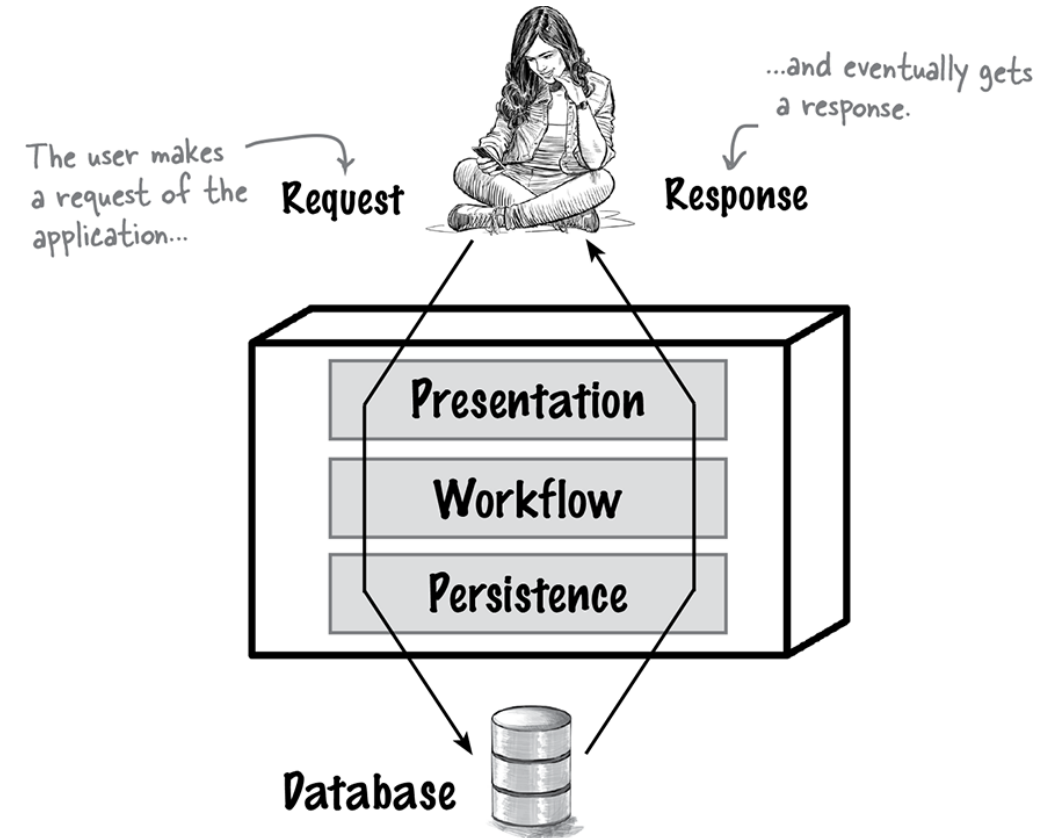 ...and eventually gets
a response.
The user makes
a request of the
application...
Request
Response
Presentation
Workflow
Persistence
Database